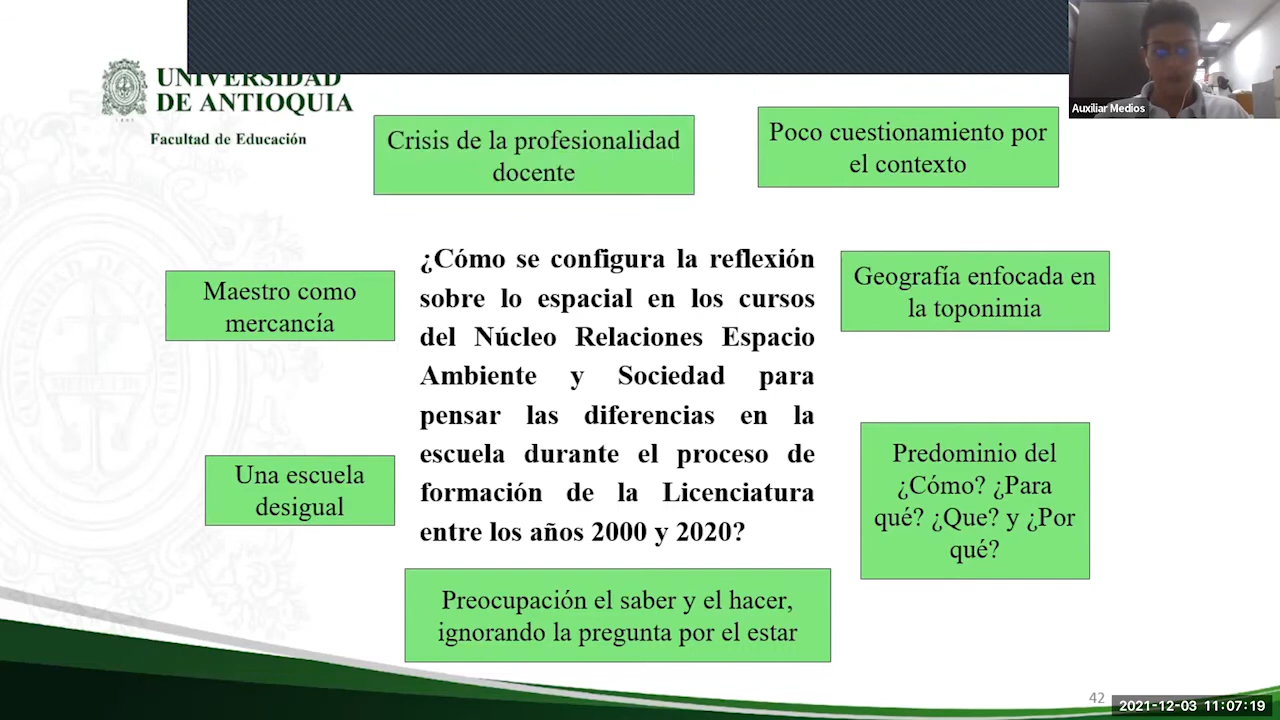 UNIVERSIDAD
DE ANTIOQUIA
Facultad de Educación
Auxiliar Medios
Crisis de la profesionalidad
docente
Poco cuestionamiento por
el contexto
Maestro como
mercancía
¿Cómo se configura la reflexión
sobre lo espacial en los cursos
del Núcleo Relaciones Espacio
Ambiente y Sociedad para
pensar las diferencias en la
escuela durante el proceso de
formación de la Licenciatura
entre los años 2000 y 2020?
Geografía enfocada en
la toponimia
Una escuela
desigual
Predominio del
¿Cómo? ¿Para
qué? ¿Que? y ¿Por
qué?
Preocupación el saber y el hacer,
ignorando la pregunta por el estar
42
2021-12-03 11:07:19